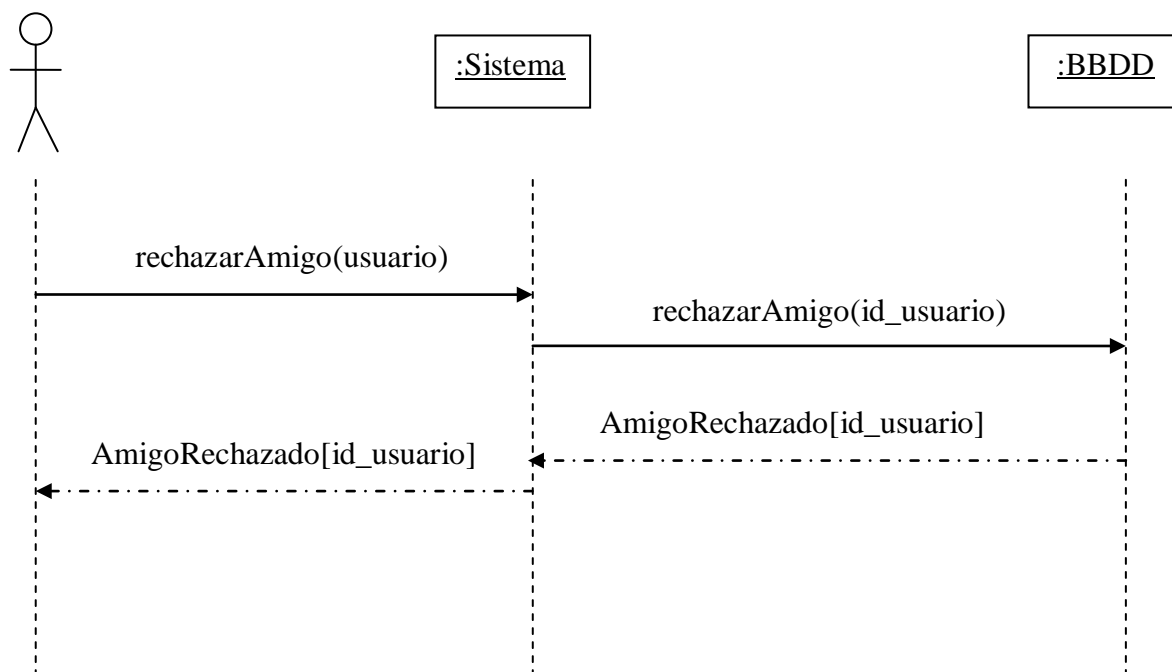 :Sistema
:BBDD
rechazarAmigo(usuario)
rechazarAmigo(id_usuario)
AmigoRechazado[id_usuario]
AmigoRechazado[id_usuario]